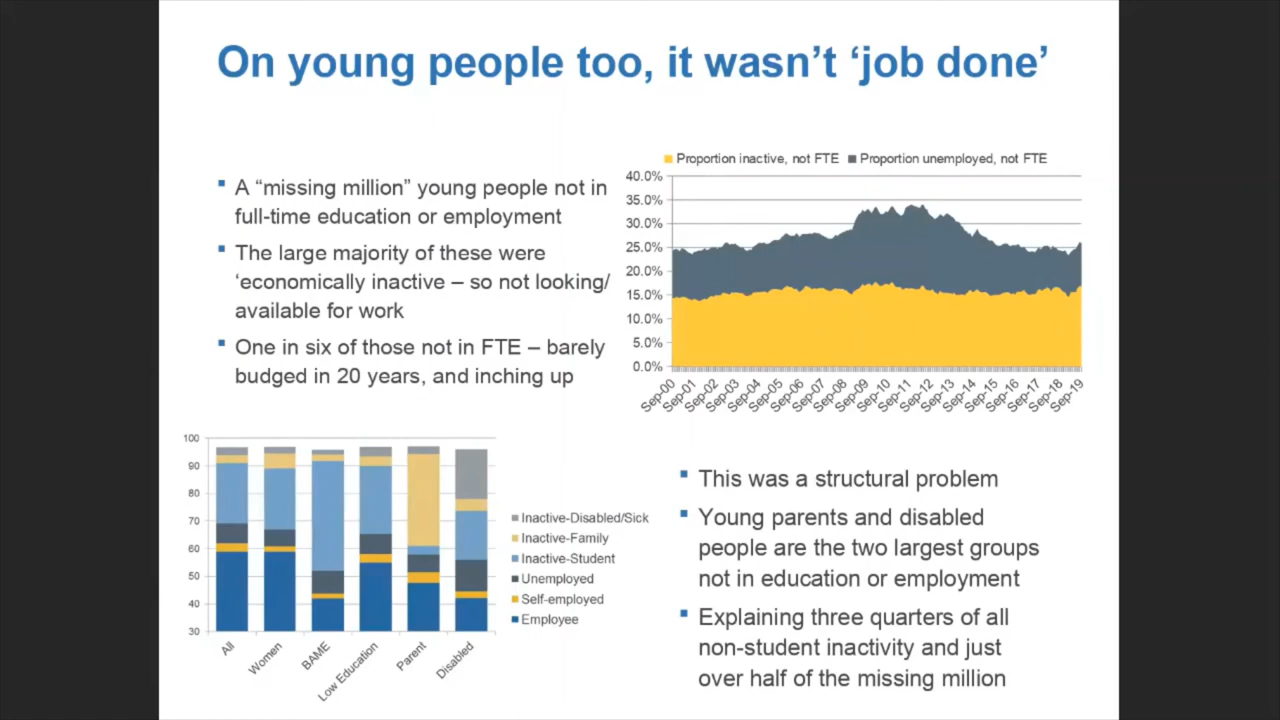 On young people too, it wasn't 'job done'
A "missing million" young people not in
full-time education or employment
The large majority of these were
'economically inactive – so not looking/
available for work
One in six of those not in FTE – barely
budged in 20 years, and inching up
Proportion inactive, not FTE
Proportion unemployed, not FTE
40.0%
35.0%
30.0%
25.0%
20.0%
15.0%
10.0%
5.0%
0.0%
Sep-00
Sep-01
Sep-02
Sep-03
Sep-04
Sep-05
Sep-06
Sep-07
Sep-08
Sep-09
Sep-10
Sep-11
Sep-12
Sep-13
Sep-14
Sep-15
Sep-16
Sep-17
Sep-18
Sep-19
100
90
80
70
60
50
40
30
All
Women
BAME
Low Education
Parent
Disabled
Inactive-Disabled/Sick
Inactive-Family
Inactive-Student
Unemployed
Self-employed
Employee
This was a structural problem
Young parents and disabled
people are the two largest groups
not in education or employment
Explaining three quarters of all
non-student inactivity and just
over half of the missing million